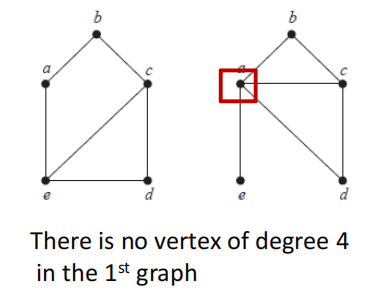 b b
a c a c
e d e d
There is no vertex of degree 4
in the 1st graph